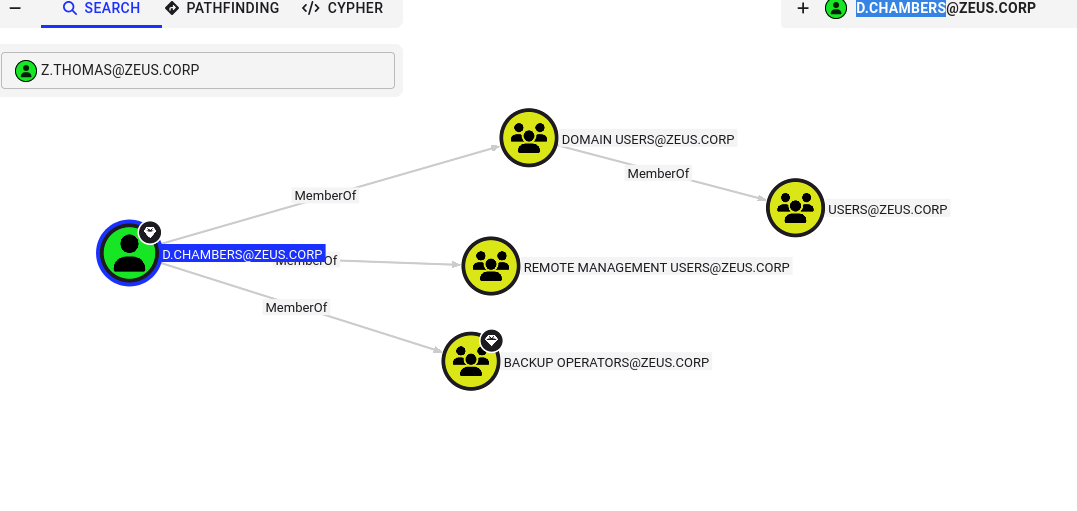 SEARCH
PATHFINDING
CYPHER
D.CHAMBERS@ZEUS.CORP
Z.THOMAS@ZEUS.CORP
DOMAIN USERS@ZEUS.CORP
MemberOf
MemberOf
USERS@ZEUS.CORP
D.CHAMBERS@ZEUS.CORP
MemberOf
REMOTE MANAGEMENT USERS@ZEUS.CORP
MemberOf
BACKUP OPERATORS@ZEUS.CORP